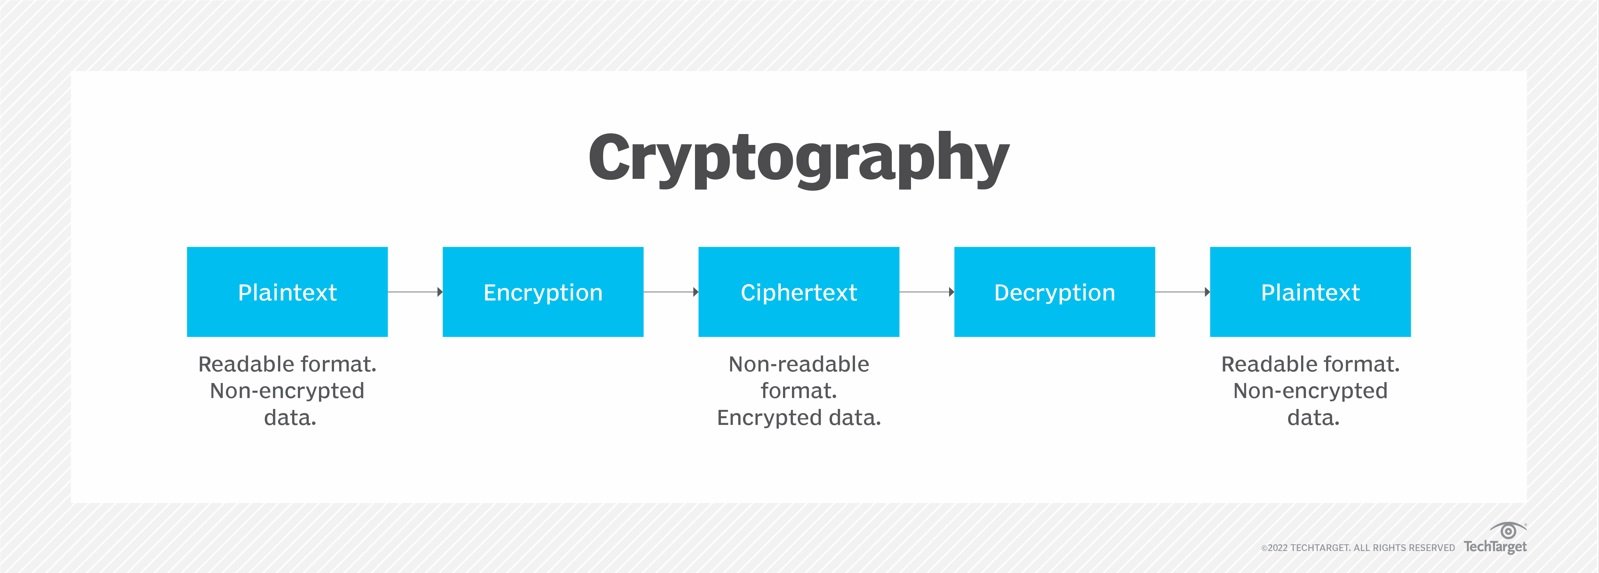 Cryptography
Plaintext
Encryption
Ciphertext
Decryption
Plaintext
Readable format.
Non-encrypted
data.
Non-readable
format.
Encrypted data.
Readable format.
Non-encrypted
data.
©2022 TECHTARGET. ALL RIGHTS RESERVED
TechTarget